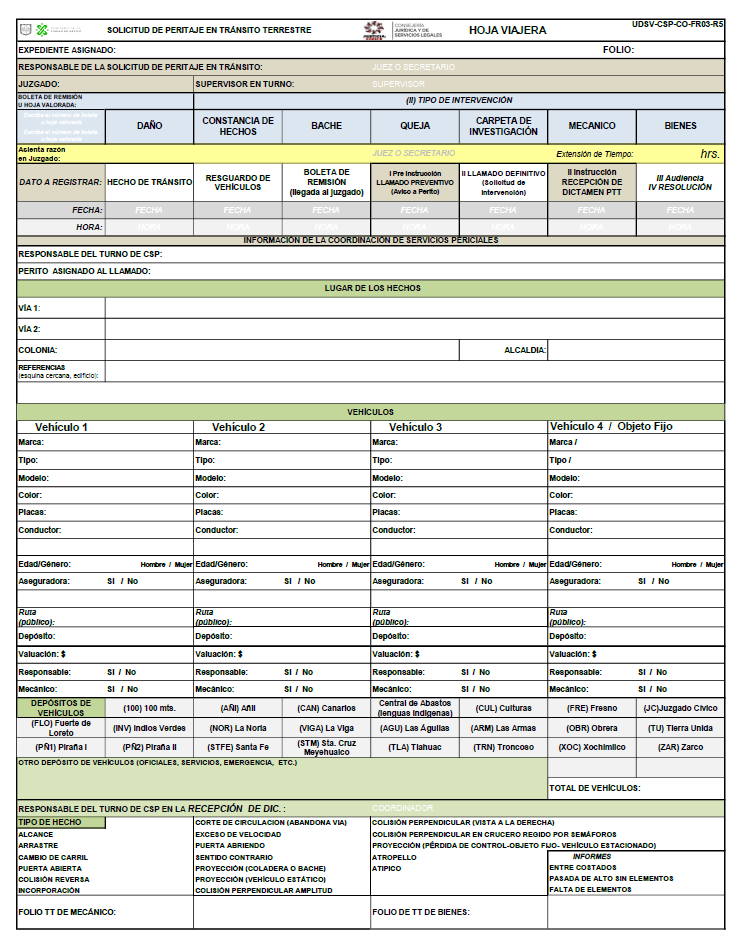 SOLICITUD DE PERITAJE EN TRÁNSITO TERRESTRE
CONSEJERÍA JURÍDICA Y DE SERVICIOS LEGALES
HOJA VIAJERA
UDSV-CSP-CO-FR03-R5
EXPEDIENTE ASIGNADO: FOLIO:
RESPONSABLE DE LA SOLICITUD DE PERITAJE EN TRÁNSITO: JUEZ O SECRETARIO
JUZGADO: SUPERVISOR EN TURNO: SUPERVISOR
BOLETA DE REMISIÓN
U HOJA VALORADA:
(II) TIPO DE INTERVENCIÓN
Escriba el número de boleta
u hoja valorada
Escriba el número de boleta
u hoja valorada
DAÑO
CONSTANCIA DE HECHOS
BACHE
QUEJA
CARPETA DE INVESTIGACIÓN
MECANICO
BIENES
Asienta razón
en Juzgado:
JUEZ O SECRETARIO
Extensión de Tiempo: hrs.
DATO A REGISTRAR:
HECHO DE TRÁNSITO
RESGUARDO DE VEHÍCULOS
BOLETA DE REMISIÓN (llegada al juzgado)
I Pre Instrucción LLAMADO PREVENTIVO (Aviso a Perito)
II LLAMADO DEFINITIVO (Solicitud de Intervención)
II Instrucción RECEPCIÓN DE DICTAMEN PTT
III Audiencia IV RESOLUCIÓN
FECHA: FECHA FECHA FECHA FECHA FECHA FECHA FECHA
HORA: HORA HORA HORA HORA HORA HORA HORA
INFORMACIÓN DE LA COORDINACIÓN DE SERVICIOS PERICIALES
RESPONSABLE DEL TURNO DE CSP:
PERITO ASIGNADO AL LLAMADO:
LUGAR DE LOS HECHOS
VÍA 1:
VÍA 2:
COLONIA: ALCALDIA:
REFERENCIAS
(esquina cercana, edificio):
VEHÍCULOS
Vehículo 1 Vehículo 2 Vehículo 3 Vehículo 4 / Objeto Fijo
Marca: Marca: Marca: Marca /
Tipo: Tipo: Tipo: Tipo /
Modelo: Modelo: Modelo: Modelo:
Color: Color: Color: Color:
Placas: Placas: Placas: Placas:
Conductor: Conductor: Conductor: Conductor:
Edad/Género: Hombre / Mujer Edad/Género: Hombre / Mujer Edad/Género: Hombre / Mujer Edad/Género: Hombre / Mujer
Aseguradora: SI / No Aseguradora: SI / No Aseguradora: SI / No Aseguradora: SI / No
Ruta Ruta Ruta Ruta
(público): (público): (público): (público):
Depósito: Depósito: Depósito: Depósito:
Valuación: $ Valuación: $ Valuación: $ Valuación: $
Responsable: SI / No Responsable: SI / No Responsable: SI / No Responsable: SI / No
Mecánico: SI / No Mecánico: SI / No Mecánico: SI / No Mecánico: SI / No
DEPÓSITOS DE VEHÍCULOS (100) 100 mts. (AÑI) Añil (CAN) Canarios Central de Abastos (lenguas indígenas) (CUL) Culturas (FRE) Fresno (JC)Juzgado Cívico
(FLO) Fuerte de Loreto (INV) Indios Verdes (NOR) La Noria (VIGA) La Viga (AGU) Las Águilas (ARM) Las Armas (OBR) Obrera (TU) Tierra Unida
(PÑ1) Piraña I (PÑ2) Piraña II (STFE) Santa Fe (STM) Sta. Cruz Meyehualco (TLA) Tlahuac (TRN) Troncoso (XOC) Xochimilco (ZAR) Zarco
OTRO DEPÓSITO DE VEHÍCULOS (OFICIALES, SERVICIOS, EMERGENCIA, ETC.)
TOTAL DE VEHÍCULOS:
RESPONSABLE DEL TURNO DE CSP EN LA RECEPCIÓN DE DIC. : COORDINADOR
TIPO DE HECHO CORTE DE CIRCULACION (ABANDONA VIA) COLISIÓN PERPENDICULAR (VISTA A LA DERECHA)
ALCANCE EXCESO DE VELOCIDAD COLISIÓN PERPENDICULAR EN CRUCERO REGIDO POR SEMÁFOROS
ARRASTRE PUERTA ABRIENDO PROYECCIÓN (PÉRDIDA DE CONTROL-OBJETO FIJO- VEHÍCULO ESTACIONADO)
CAMBIO DE CARRIL SENTIDO CONTRARIO ATROPELLO INFORMES
PUERTA ABIERTA PROYECCIÓN (COLADERA O BACHE) ATIPICO ENTRE COSTADOS
COLISIÓN REVERSA PROYECCIÓN (VEHÍCULO ESTÁTICO) PASADA DE ALTO SIN ELEMENTOS
INCORPORACIÓN COLISIÓN PERPENDICULAR AMPLITUD FALTA DE ELEMENTOS
FOLIO TT DE MECÁNICO: FOLIO DE TT DE BIENES: